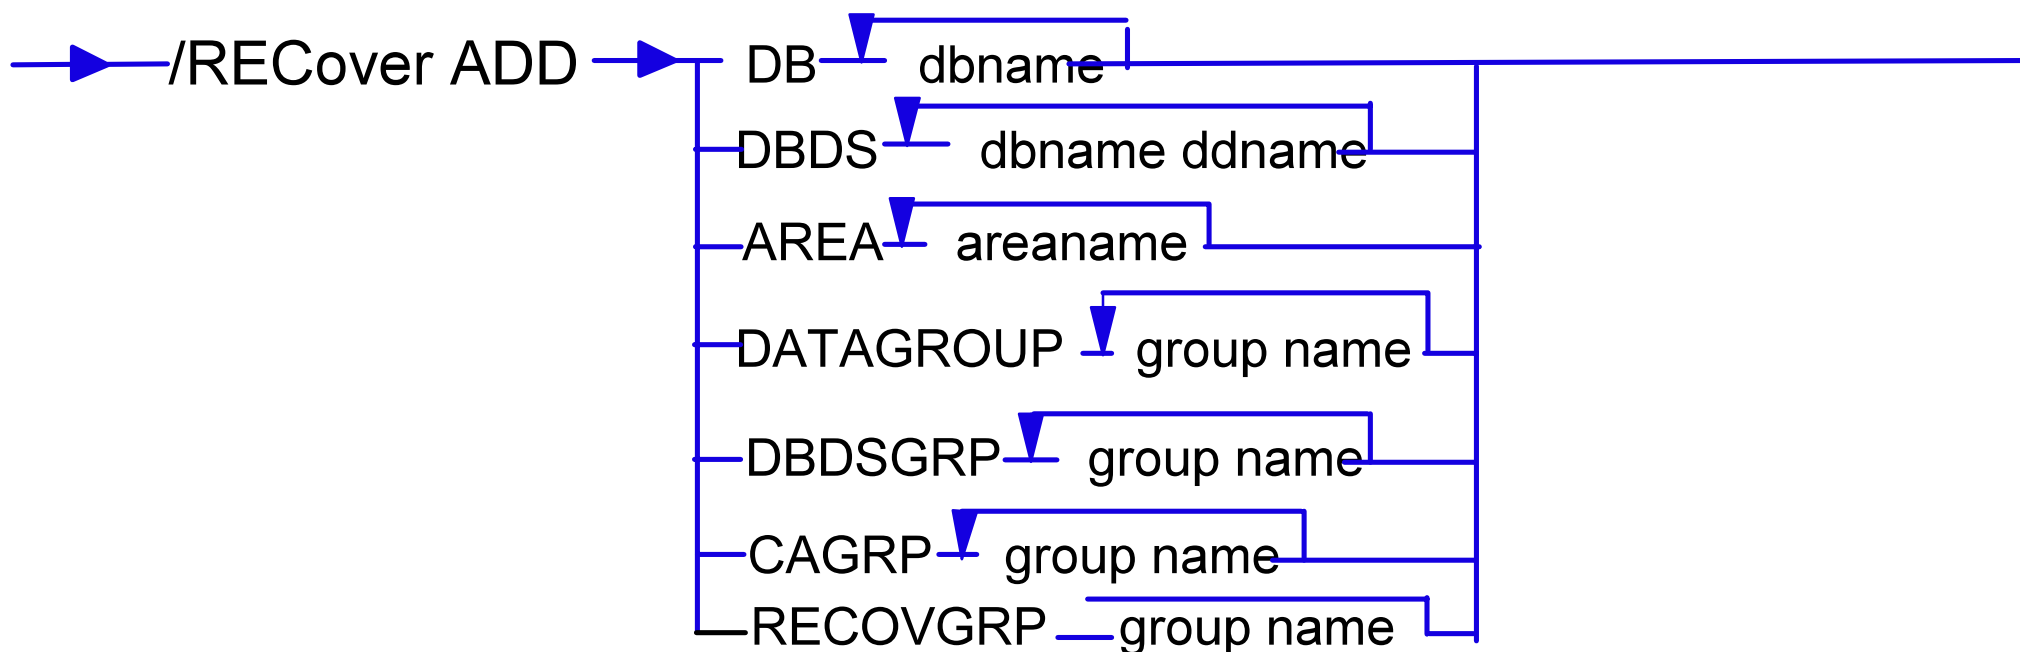 /RECover ADD DB dbname
DBDS dbname ddname
AREA areaname
DATAGROUP group name
DBDSGRP group name
CAGRP group name
RECOVGRP group name